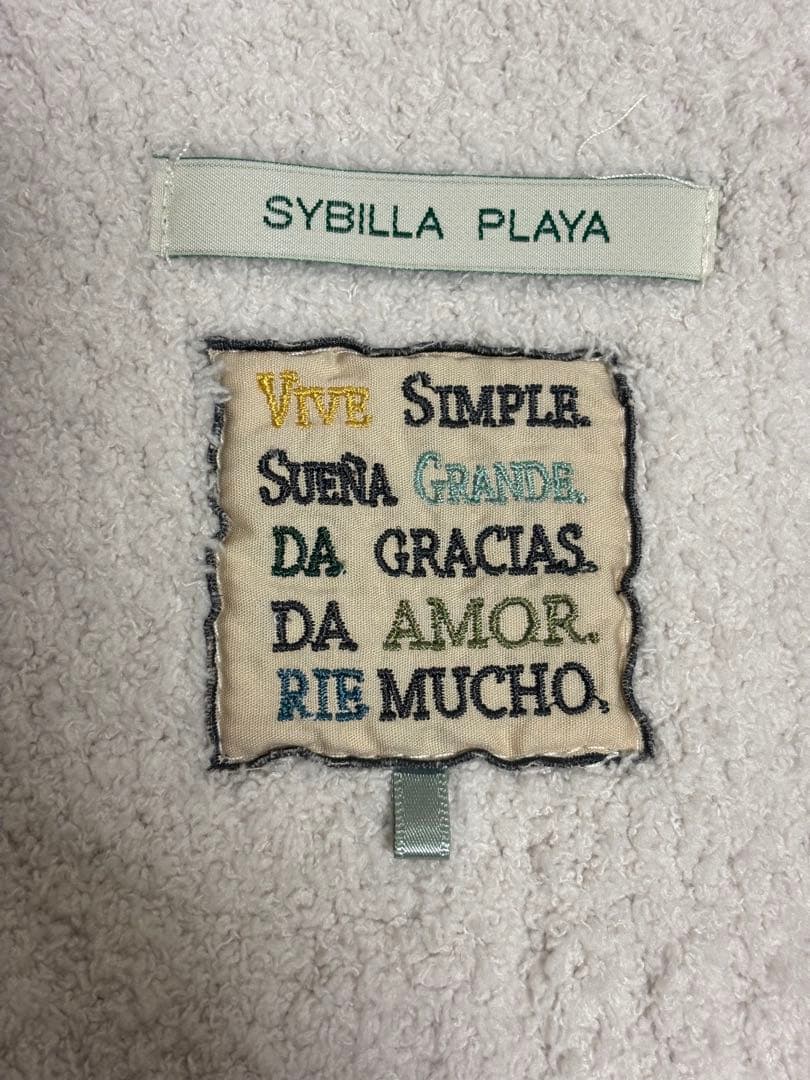 SYBILLA PLAYA
VIVE SIMPLE.
SUEÑA GRANDE.
DA GRACIAS.
DA AMOR.
RIE MUCHO.